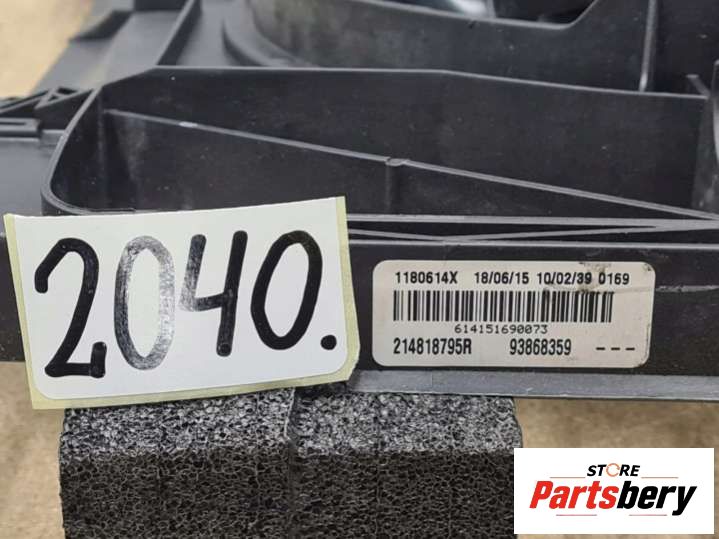 2040.
1180614X 18/06/15 10/02/39 0169
614151690073
214818795R 93868359 ---
STORE
Partsbery